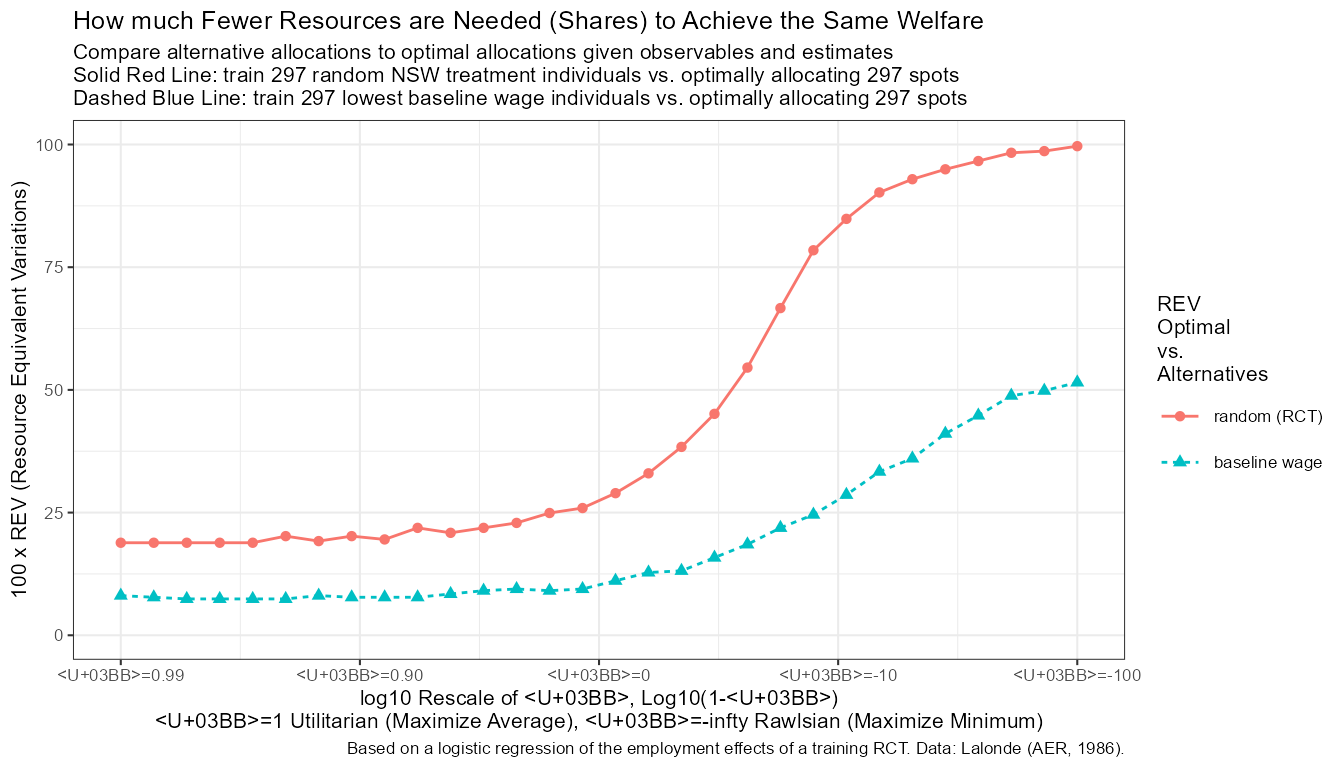 How much Fewer Resources are Needed (Shares) to Achieve the Same Welfare
Compare alternative allocations to optimal allocations given observables and estimates
Solid Red Line: train 297 random NSW treatment individuals vs. optimally allocating 297 spots
Dashed Blue Line: train 297 lowest baseline wage individuals vs. optimally allocating 297 spots
100 x REV (Resource Equivalent Variations)
100
75
50
25
0
<U+03BB>=0.99
<U+03BB>=0.90
<U+03BB>=0
<U+03BB>=-10
<U+03BB>=-100
log10 Rescale of <U+03BB>, Log10(1-<U+03BB>)
<U+03BB>=1 Utilitarian (Maximize Average), <U+03BB>=-infty Rawlsian (Maximize Minimum)
Based on a logistic regression of the employment effects of a training RCT. Data: Lalonde (AER, 1986).
REV
Optimal
vs.
Alternatives
random (RCT)
baseline wage